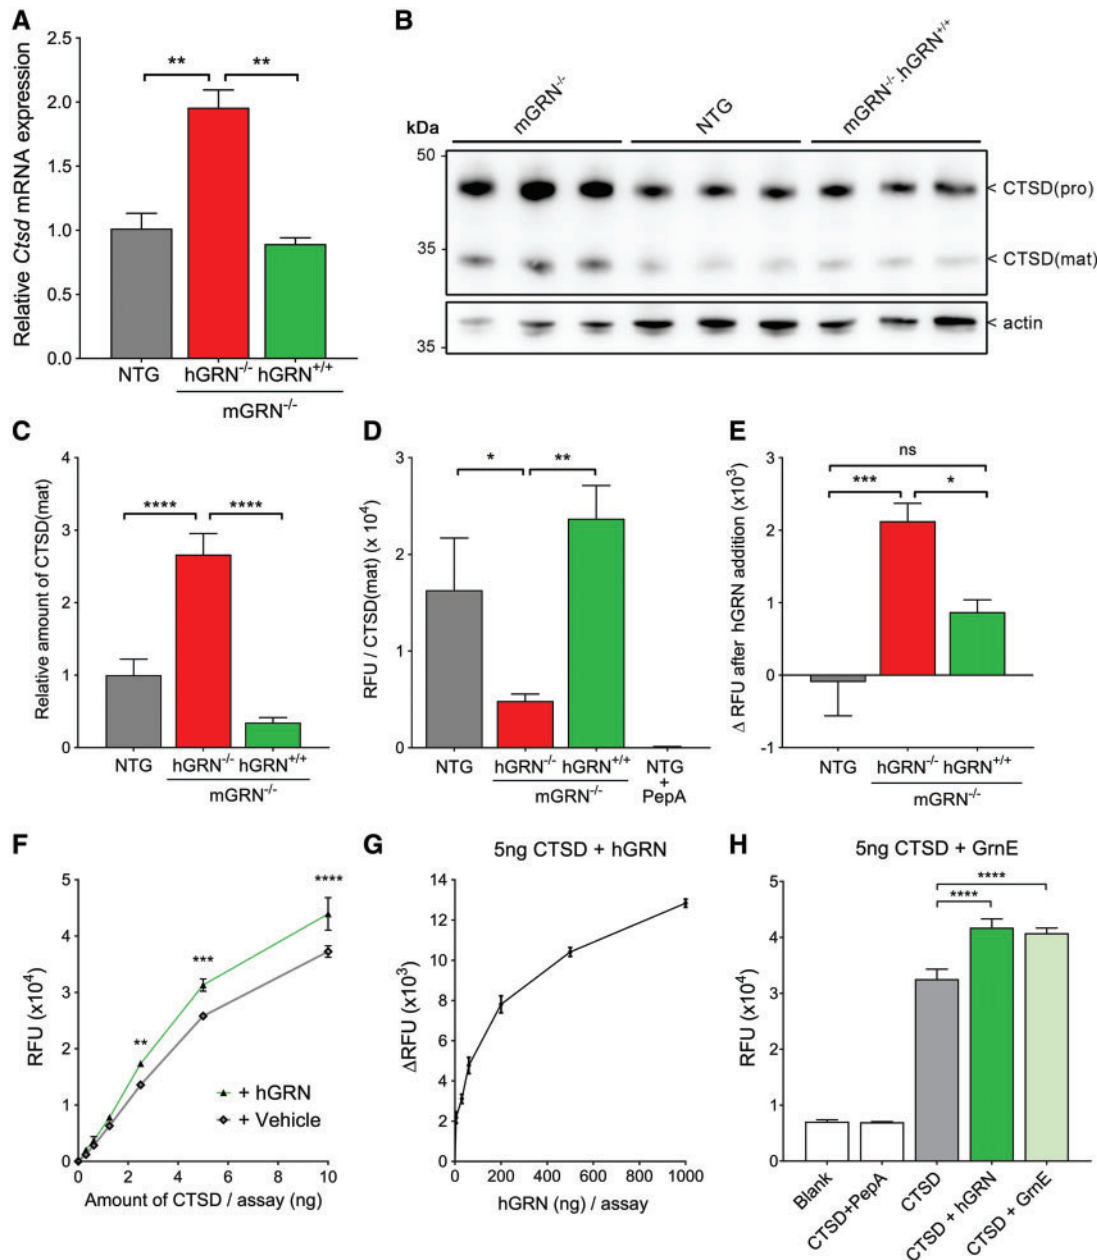 A
Relative Ctsd mRNA expression
2.5
2.0
1.5
1.0
0.5
0.0
** **
NTG hGRN-/- hGRN+/+
mGRN-/-
B
mGRN-/- NTG mGRN-/-.hGRN+/+
kDa
50
35
35
< CTSD(pro)
< CTSD(mat)
< actin
C
Relative amount of CTSD(mat)
4
3
2
1
0
**** ****
NTG hGRN-/- hGRN+/+
mGRN-/-
D
RFU / CTSD(mat) (x 10^4)
3
2
1
0
* **
NTG hGRN-/- hGRN+/+ NTG
+
PepA
mGRN-/-
E
Δ RFU after hGRN addition (x10^3)
3
2
1
0
-1
ns
*** *
NTG hGRN-/- hGRN+/+
mGRN-/-
F
RFU (x10^4)
5
4
3
2
1
0
** *** ****
+ hGRN
+ Vehicle
0 2 4 6 8 10
Amount of CTSD / assay (ng)
G
5ng CTSD + hGRN
ΔRFU (x10^3)
14
12
10
8
6
4
2
0
0 200 400 600 800 1000
hGRN (ng) / assay
H
5ng CTSD + GrnE
RFU (x10^4)
5
4
3
2
1
0
****
****
Blank
CTSD+PepA
CTSD
CTSD + hGRN
CTSD + GrnE